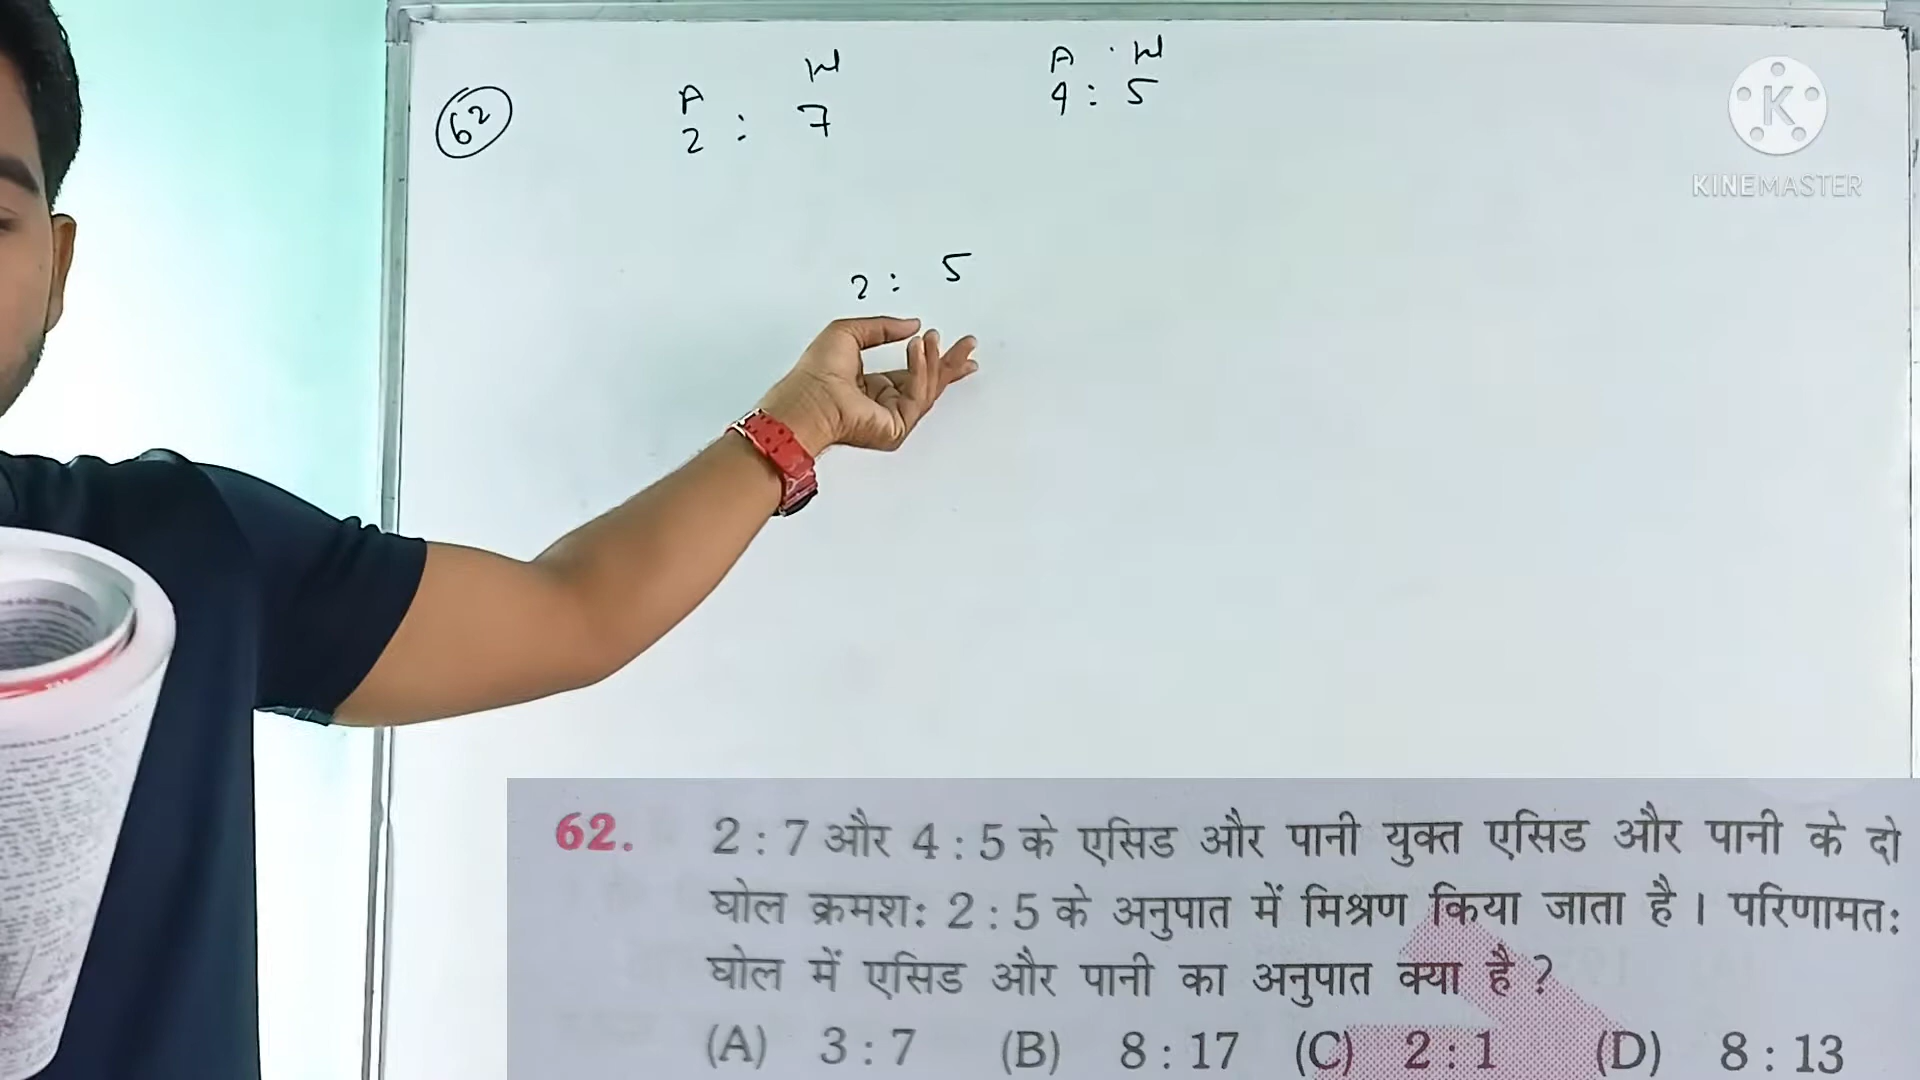 62
A W
2 : 7
A : W
4 : 5
2 : 5
KINEMASTER
62. 2 : 7 और 4 : 5 के एसिड और पानी युक्त एसिड और पानी के दो
घोल क्रमश: 2 : 5 के अनुपात में मिश्रण किया जाता है । परिणामत:
घोल में एसिड और पानी का अनुपात क्या है ?
(A) 3 : 7 (B) 8 : 17 (C) 2 : 1 (D) 8 : 13